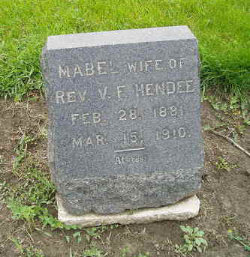 MABEL WIFE OF
REV. V. F. HENDEE
FEB. 28, 1881
MAR. 15, 1910.